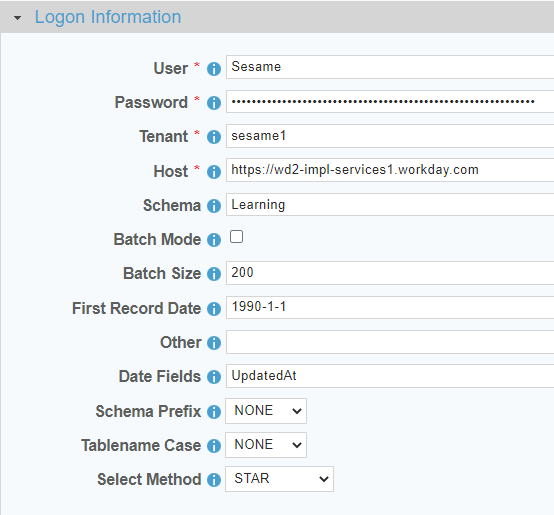 Logon Information
User * Sesame
Password * ••••••••••••••••••••••••••••••••••••••••••••••••••••••••••••
Tenant * sesame1
Host * https://wd2-impl-services1.workday.com
Schema Learning
Batch Mode
Batch Size 200
First Record Date 1990-1-1
Other
Date Fields UpdatedAt
Schema Prefix NONE
Tablename Case NONE
Select Method STAR